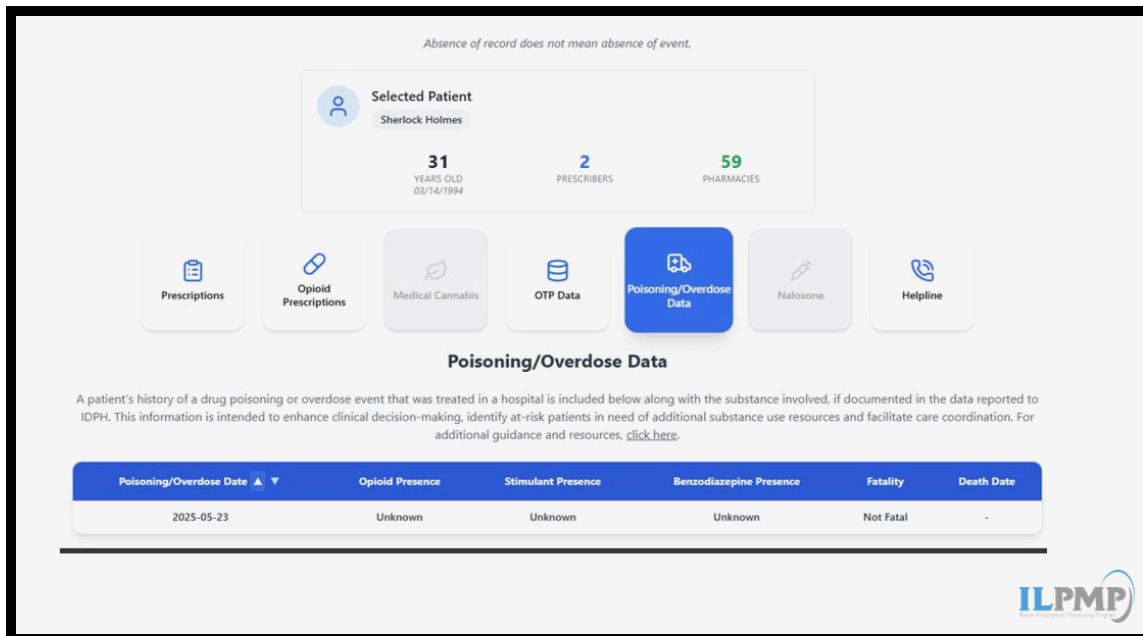 Absence of record does not mean absence of event.
Selected Patient
Sherlock Holmes
31
YEARS OLD
03/14/1994
2
PRESCRIBERS
59
PHARMACIES
Prescriptions
Opioid
Prescriptions
Medical Cannabis
OTP Data
Poisoning/Overdose
Data
Naloxone
Helpline
Poisoning/Overdose Data
A patient's history of a drug poisoning or overdose event that was treated in a hospital is included below along with the substance involved, if documented in the data reported to
IDPH. This information is intended to enhance clinical decision-making, identify at-risk patients in need of additional substance use resources and facilitate care coordination. For
additional guidance and resources, click here.
Poisoning/Overdose Date ▲ ▼ Opioid Presence Stimulant Presence Benzodiazepine Presence Fatality Death Date
2025-05-23 Unknown Unknown Unknown Not Fatal -
ILPMP
Illinois Prescription Monitoring Program